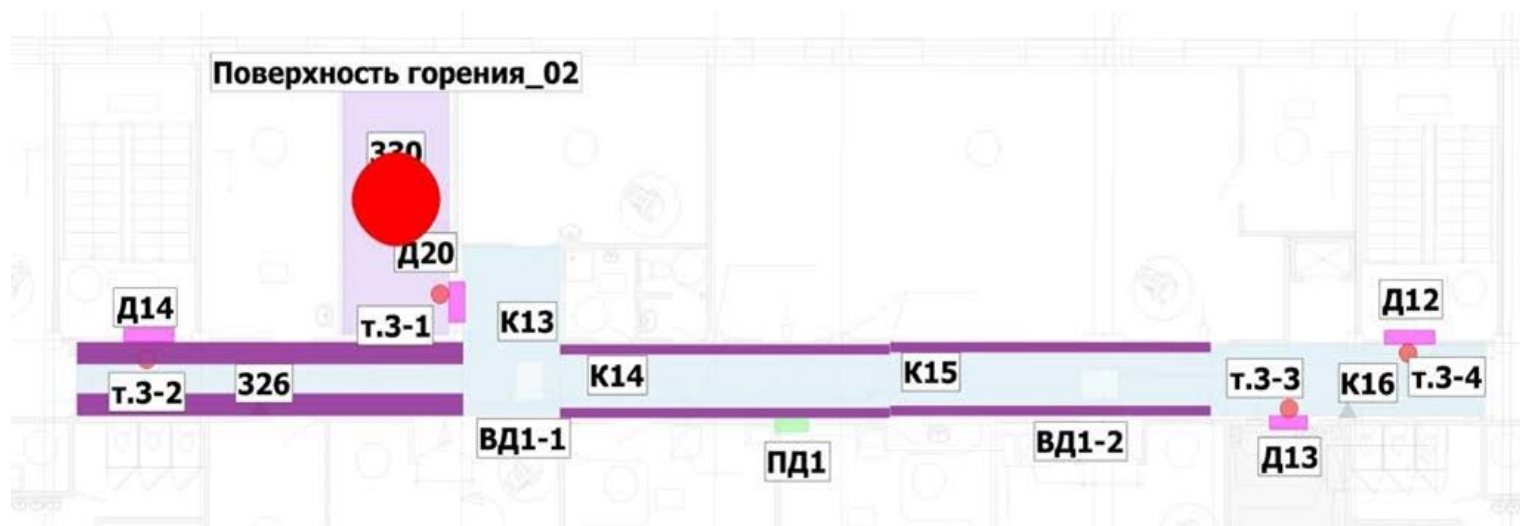 Поверхность горения_02
330
Д20
Д14
т.3-1
К13
Д12
т.3-2
326
К14
К15
т.3-3
К16
т.3-4
ВД1-1
ПД1
ВД1-2
Д13